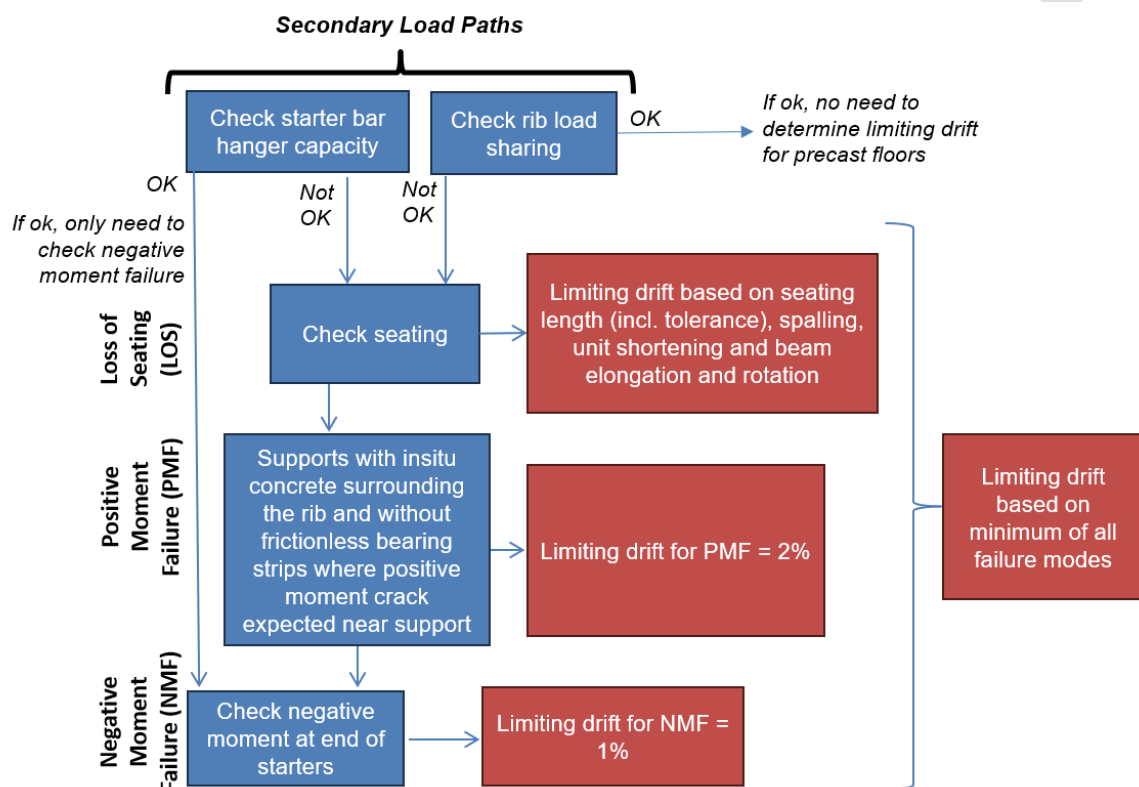 Secondary Load Paths
Check starter bar
hanger capacity
Check rib load
sharing
OK
If ok, no need to
determine limiting drift
for precast floors
OK
Not
OK
Not
OK
If ok, only need to
check negative
moment failure
Loss of
Seating
(LOS)
Check seating
Limiting drift based on seating
length (incl. tolerance), spalling,
unit shortening and beam
elongation and rotation
Positive
Moment
Failure (PMF)
Supports with insitu
concrete surrounding
the rib and without
frictionless bearing
strips where positive
moment crack
expected near support
Limiting drift for PMF = 2%
Limiting drift
based on
minimum of all
failure modes
Negative
Moment
Failure (NMF)
Check negative
moment at end of
starters
Limiting drift for NMF =
1%